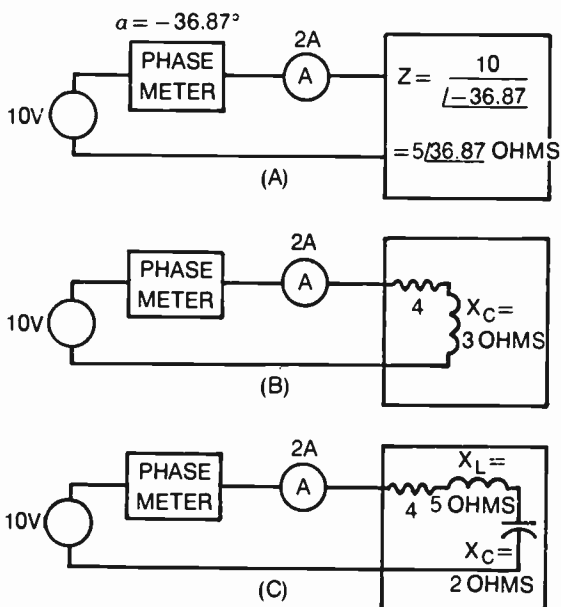 a = −36.87°
PHASE
METER
2A
A
10V
Z = 10
/−36.87
= 5/36.87 OHMS
(A)
PHASE
METER
2A
A
10V
4
XC =
3 OHMS
(B)
PHASE
METER
2A
A
10V
XL =
4
5 OHMS
XC =
2 OHMS
(C)